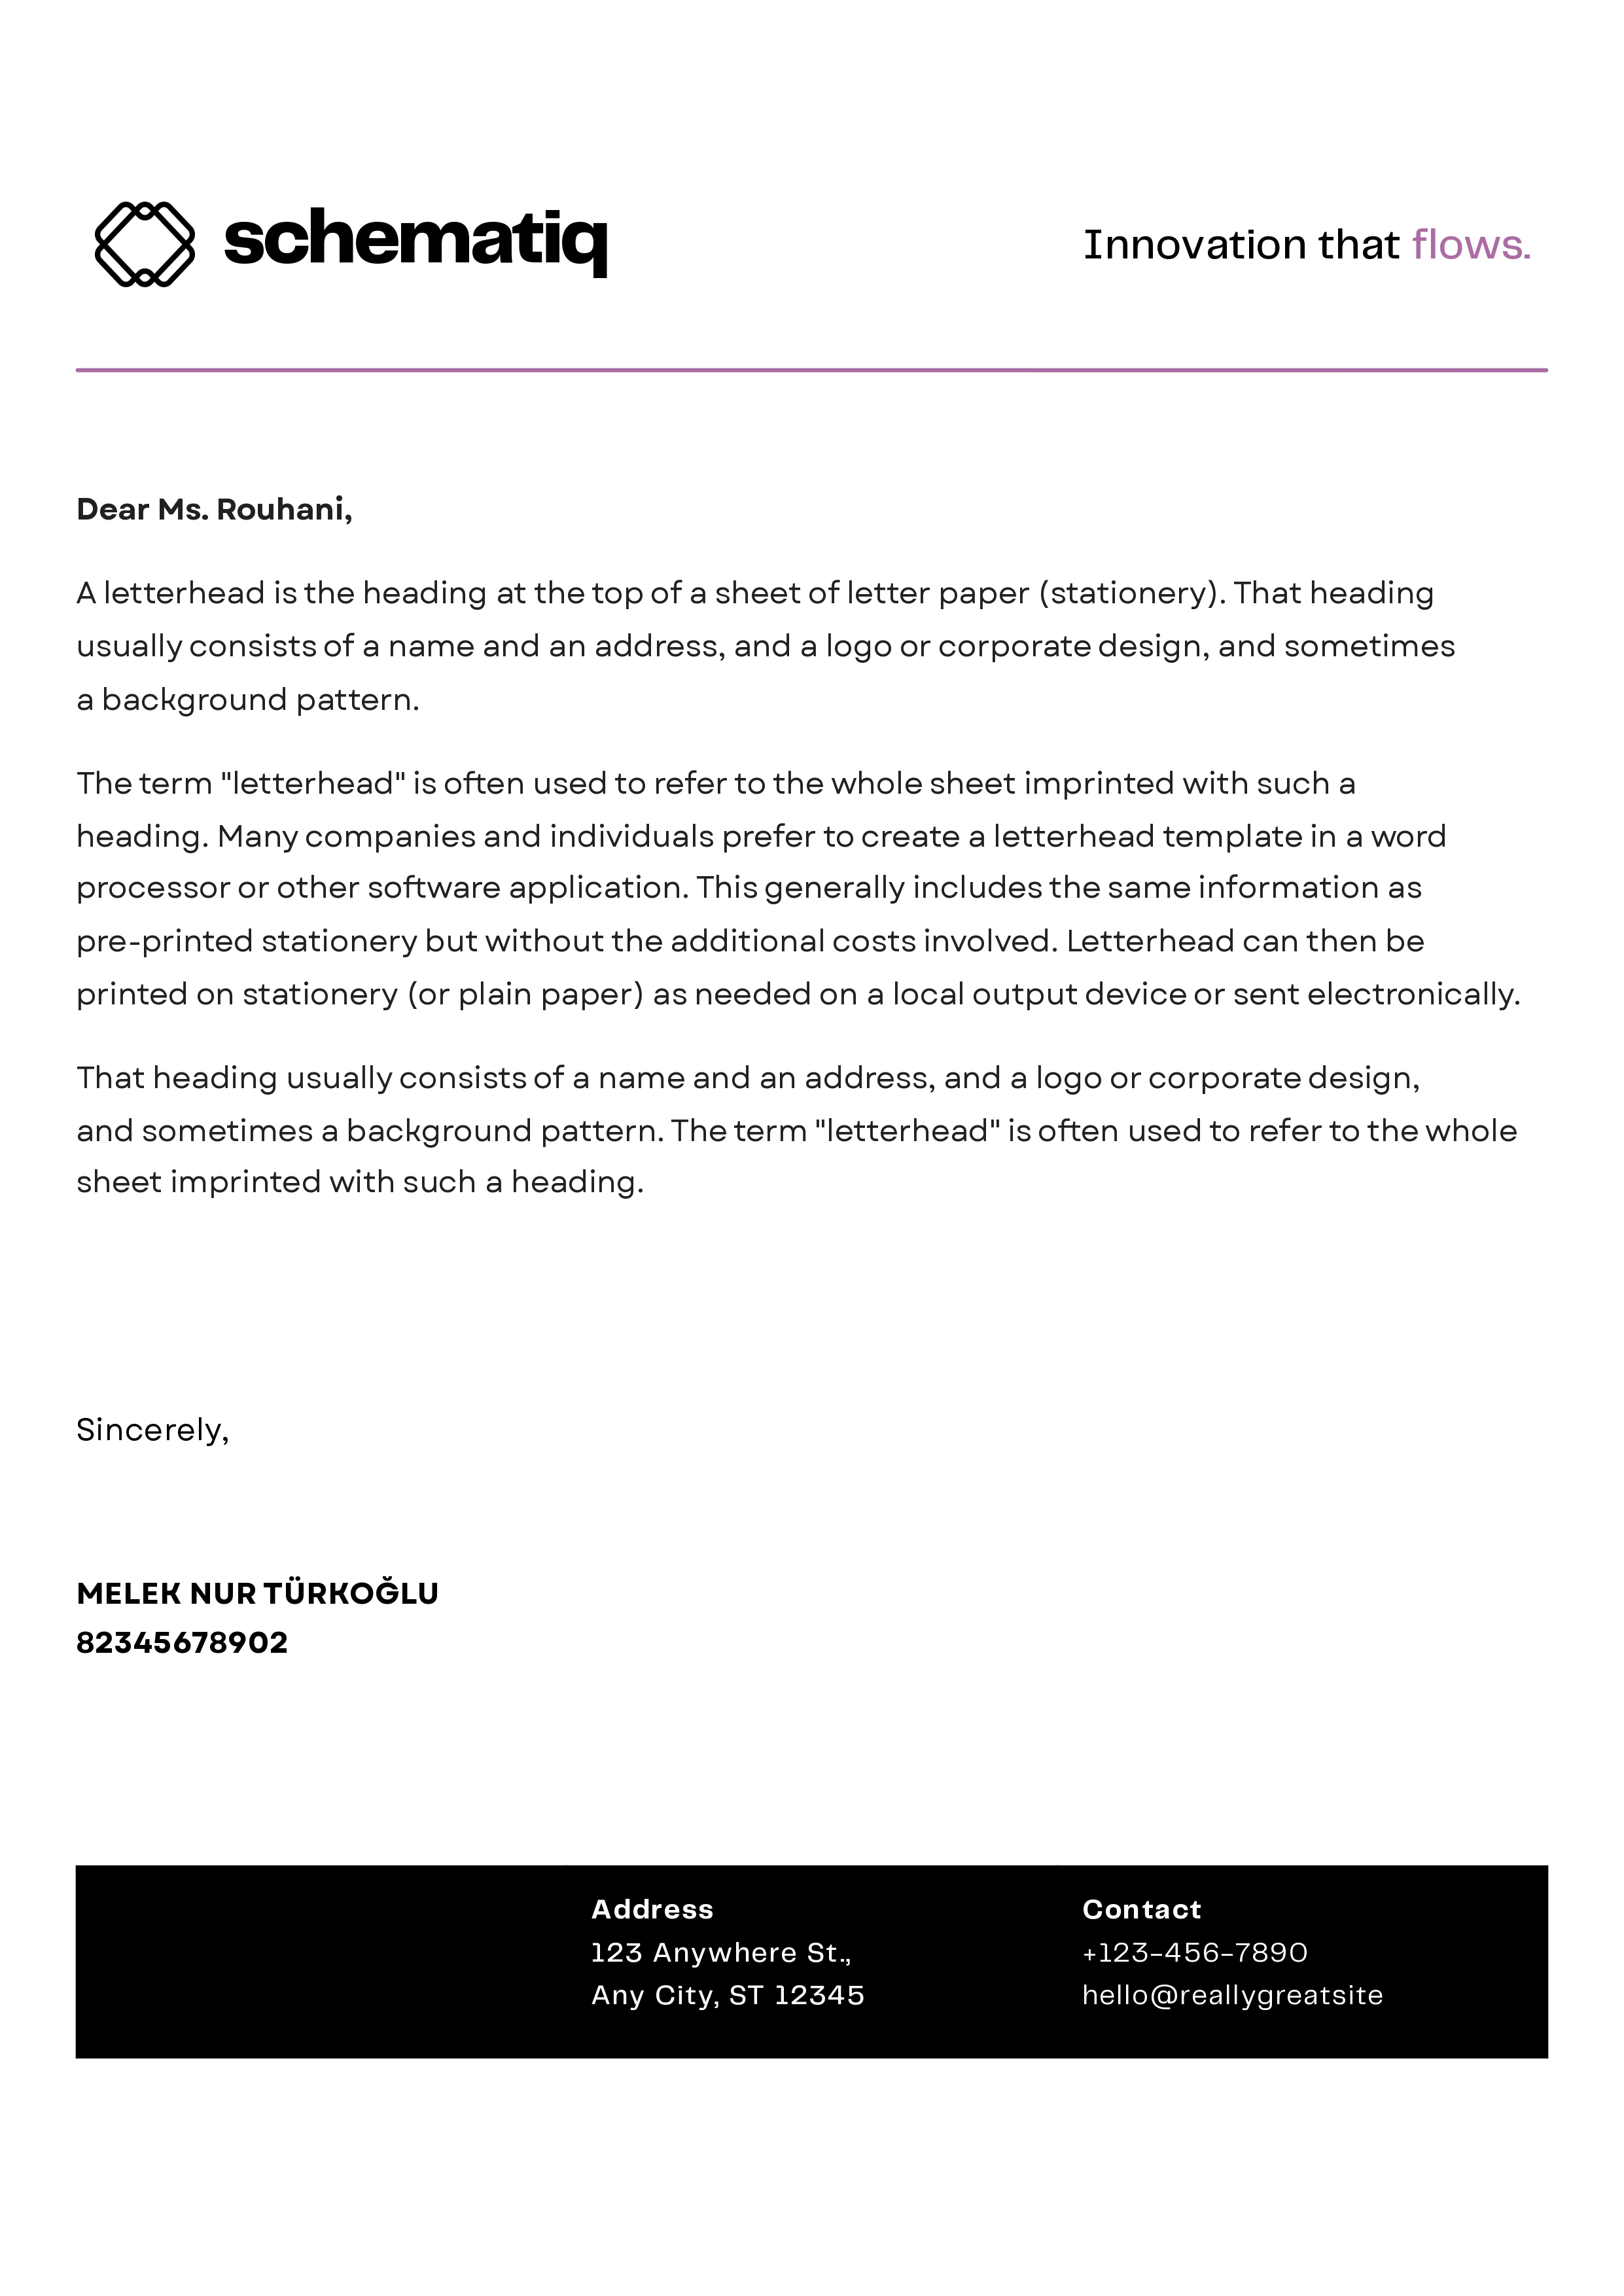 schematiq
Innovation that flows.
Dear Ms. Rouhani,
A letterhead is the heading at the top of a sheet of letter paper (stationery). That heading
usually consists of a name and an address, and a logo or corporate design, and sometimes
a background pattern.
The term "letterhead" is often used to refer to the whole sheet imprinted with such a
heading. Many companies and individuals prefer to create a letterhead template in a word
processor or other software application. This generally includes the same information as
pre-printed stationery but without the additional costs involved. Letterhead can then be
printed on stationery (or plain paper) as needed on a local output device or sent electronically.
That heading usually consists of a name and an address, and a logo or corporate design,
and sometimes a background pattern. The term "letterhead" is often used to refer to the whole
sheet imprinted with such a heading.
Sincerely,
MELEK NUR TÜRKOĞLU
82345678902
Address
123 Anywhere St.,
Any City, ST 12345
Contact
+123-456-7890
hello@reallygreatsite